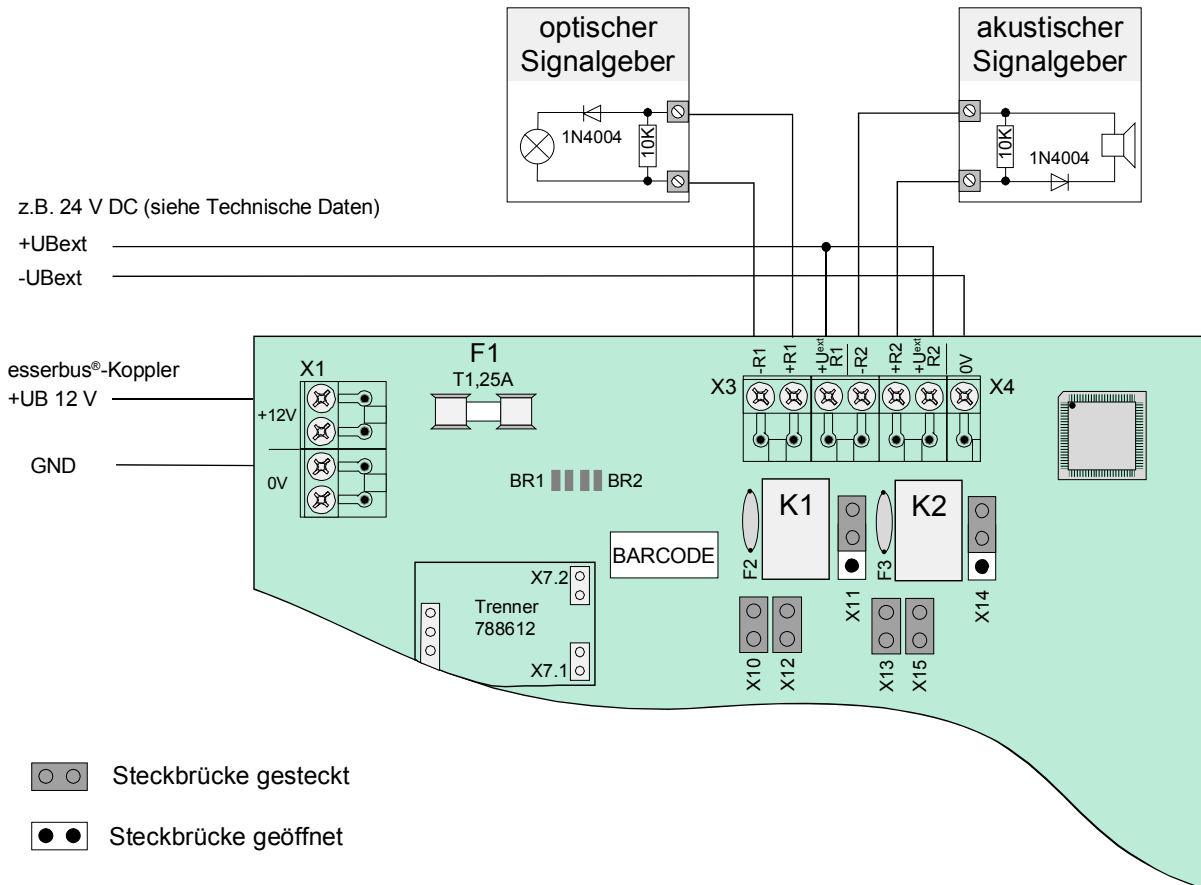 optischer
Signalgeber
1N4004
10K
akustischer
Signalgeber
10K
1N4004
z.B. 24 V DC (siehe Technische Daten)
+UBext
-UBext
esserbus®-Koppler
+UB 12 V
GND
X1
+12V
0V
F1
T1,25A
BR1
BR2
X3
-R1
+R1
+Uext
R1
-R2
+R2
+Uext
R2
0V
X4
K1
K2
F2
X11
F3
X14
BARCODE
X10
X12
X13
X15
X7.2
Trenner
788612
X7.1
Steckbrücke gesteckt
Steckbrücke geöffnet